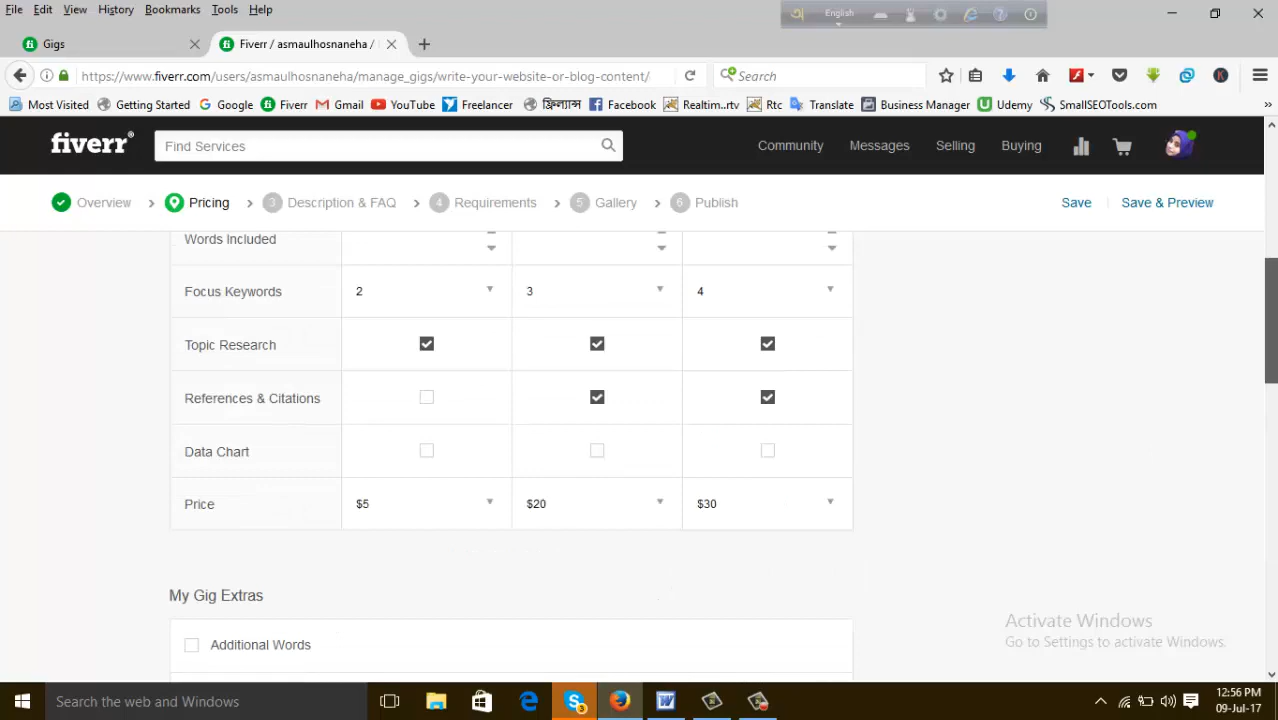 File Edit View History Bookmarks Tools Help
English
Gigs
Fiverr / asmaulhosnaneha /
https://www.fiverr.com/users/asmaulhosnaneha/manage_gigs/write-your-website-or-blog-content/
Search
Most Visited Getting Started Google Fiverr Gmail YouTube Freelancer ফ্রিল্যান্স Facebook Realtim..rtv Rtc Translate Business Manager Udemy SmallSEOTools.com
fiverr®
Find Services
Community Messages Selling Buying
Overview Pricing 3 Description & FAQ 4 Requirements 5 Gallery 6 Publish Save Save & Preview
Words Included
Focus Keywords 2 3 4
Topic Research
References & Citations
Data Chart
Price $5 $20 $30
My Gig Extras
Additional Words
Activate Windows
Go to Settings to activate Windows.
Search the web and Windows
12:56 PM
09-Jul-17